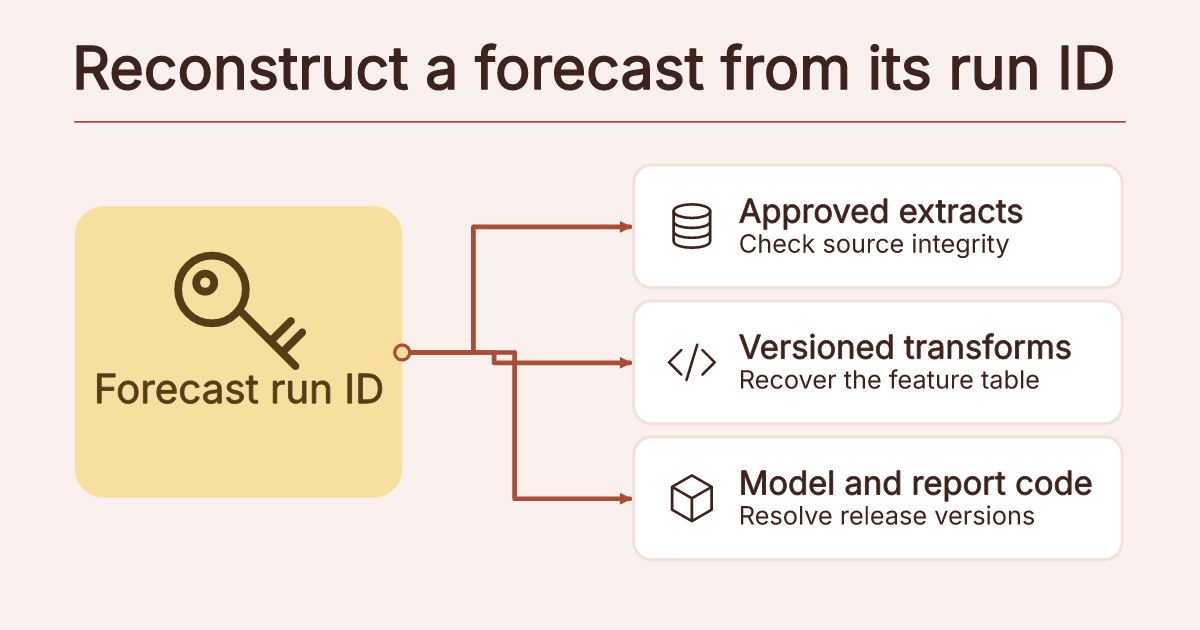 Reconstruct a forecast from its run ID
Forecast run ID
Approved extracts
Check source integrity
Versioned transforms
Recover the feature table
Model and report code
Resolve release versions